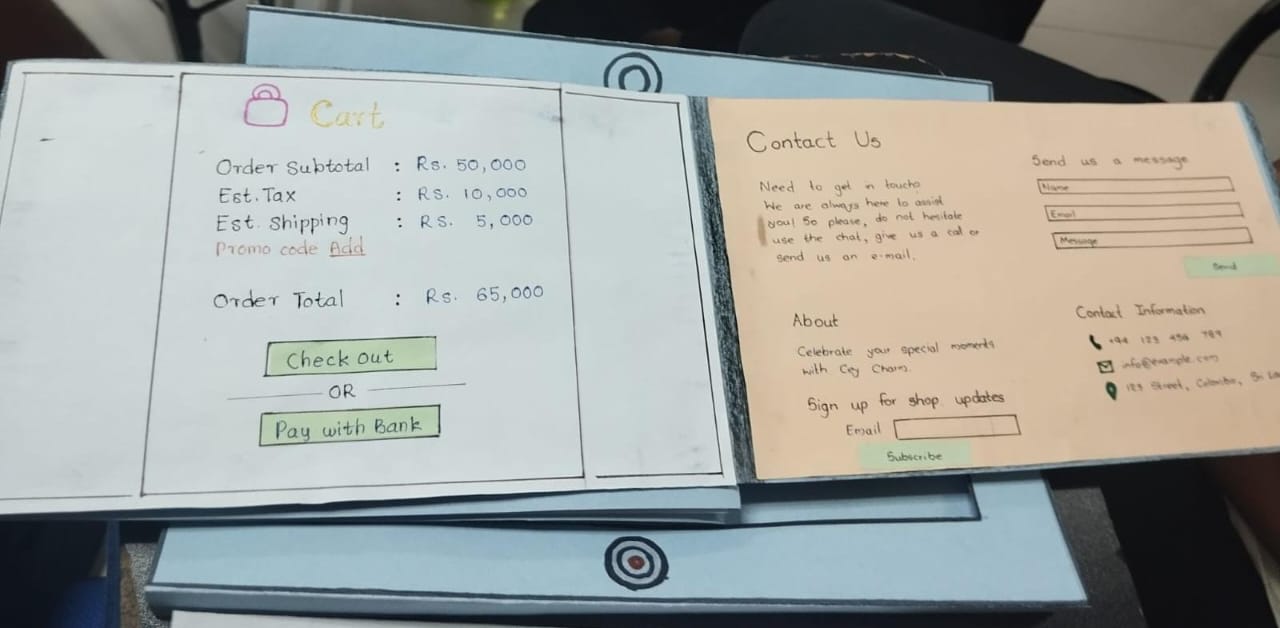 Cart
Order Subtotal : Rs. 50,000
Est. Tax : Rs. 10,000
Est. Shipping : Rs. 5,000
Promo code Add
Order Total : Rs. 65,000
Check Out
OR
Pay with Bank
Contact Us
Need to get in touch?
We are always here to assist
you! So please, do not hesitate
use the chat, give us a call or
send us an e-mail.
About
Celebrate your special moments
with Cey Charm.
Sign up for shop updates
Email
Subscribe
Send us a message
Name
Email
Message
Send
Contact Information
+94 123 456 789
info@example.com
123 Street, Colombo, Sri